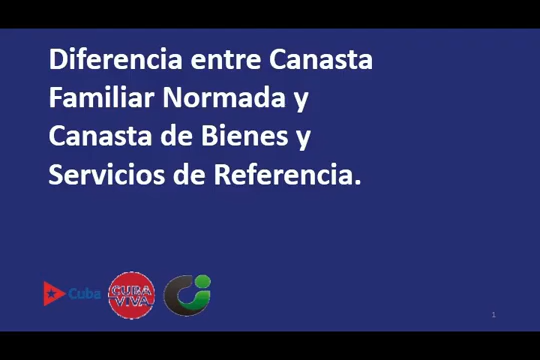 Diferencia entre Canasta
Familiar Normada y
Canasta de Bienes y
Servicios de Referencia.
Cuba
CUBA
VIVA
1